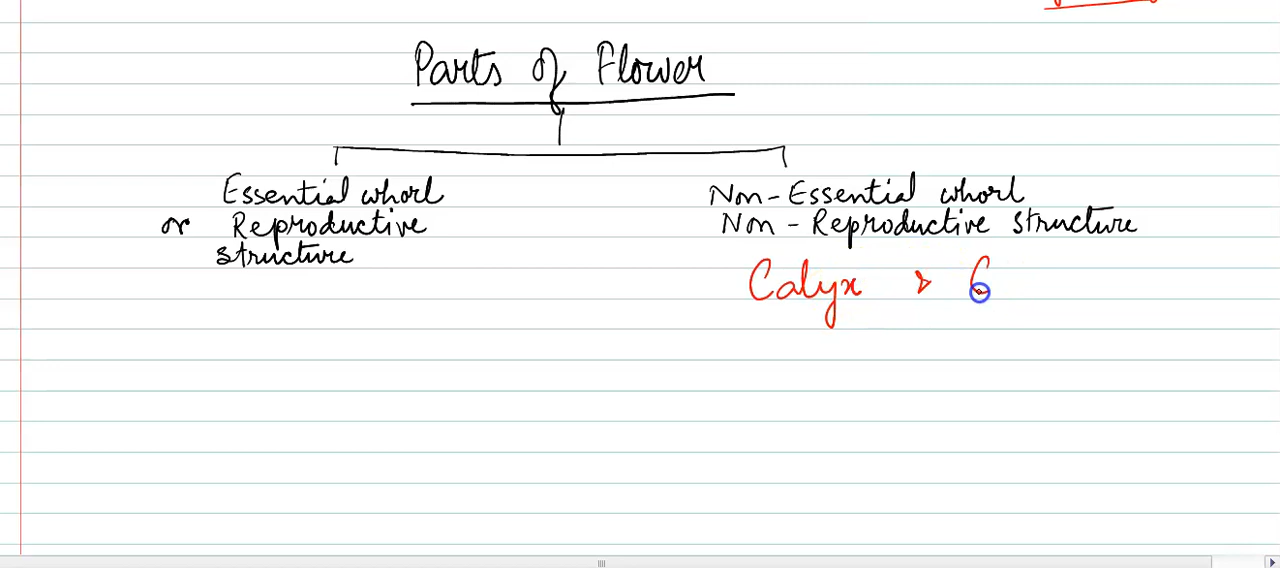 Parts of Flower
Essential whorl
or Reproductive
structure
Non-Essential whorl
Non-Reproductive structure
Calyx &